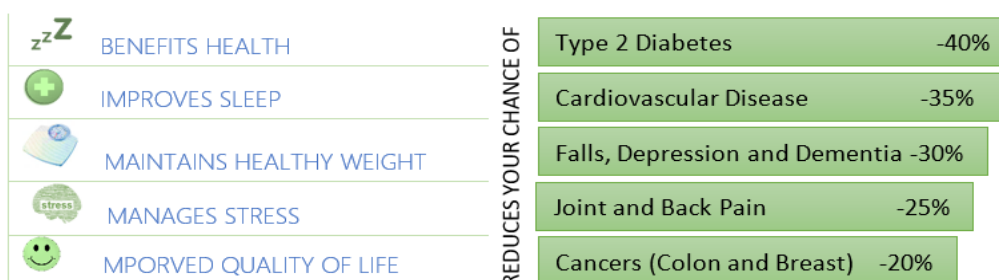 zzZ BENEFITS HEALTH
IMPROVES SLEEP
MAINTAINS HEALTHY WEIGHT
stress
MANAGES STRESS
MPORVED QUALITY OF LIFE
REDUCES YOUR CHANCE OF
Type 2 Diabetes -40%
Cardiovascular Disease -35%
Falls, Depression and Dementia -30%
Joint and Back Pain -25%
Cancers (Colon and Breast) -20%